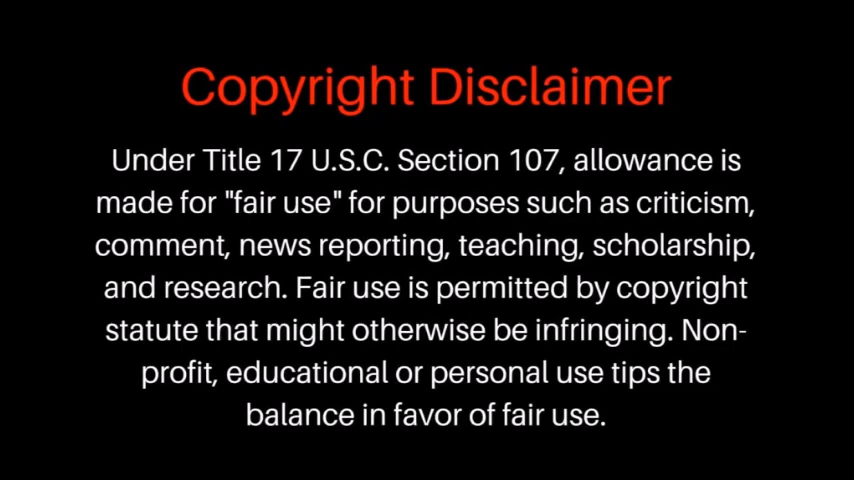 Copyright Disclaimer
Under Title 17 U.S.C. Section 107, allowance is
made for "fair use" for purposes such as criticism,
comment, news reporting, teaching, scholarship,
and research. Fair use is permitted by copyright
statute that might otherwise be infringing. Non-
profit, educational or personal use tips the
balance in favor of fair use.